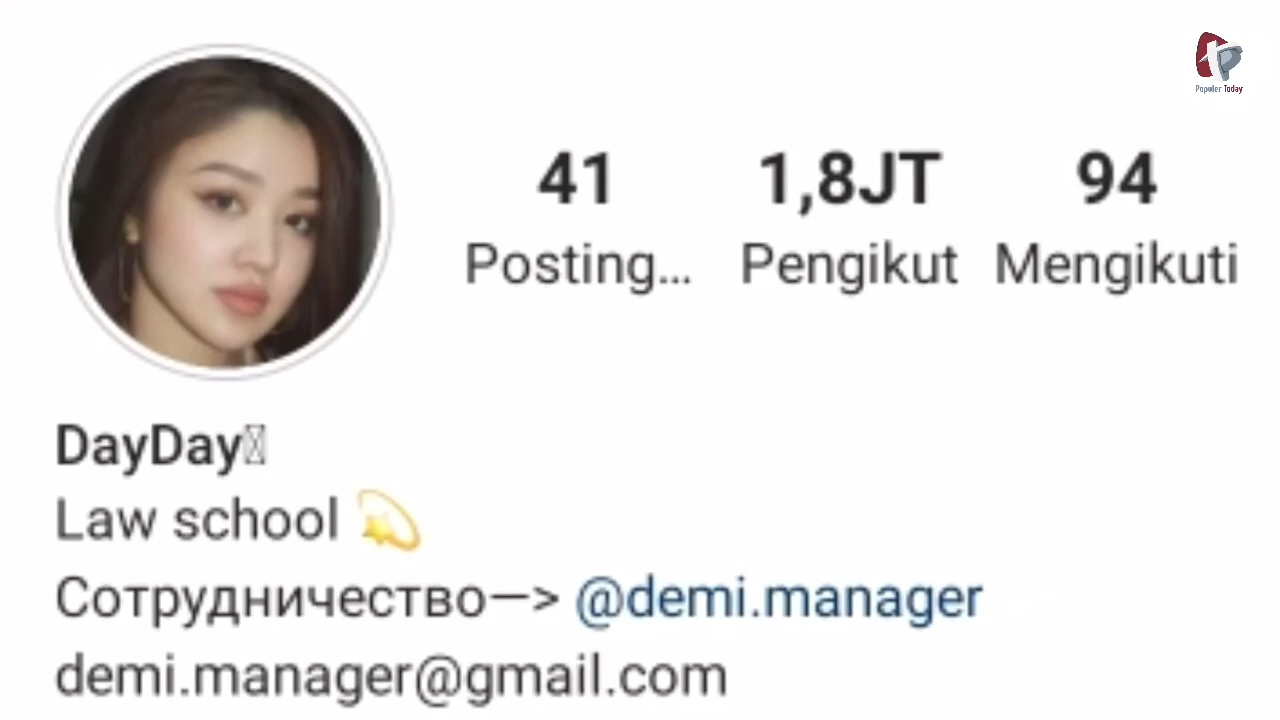 Populer Today
41 1,8JT 94
Posting... Pengikut Mengikuti
DayDay
Law school 💫
Сотрудничество—> @demi.manager
demi.manager@gmail.com